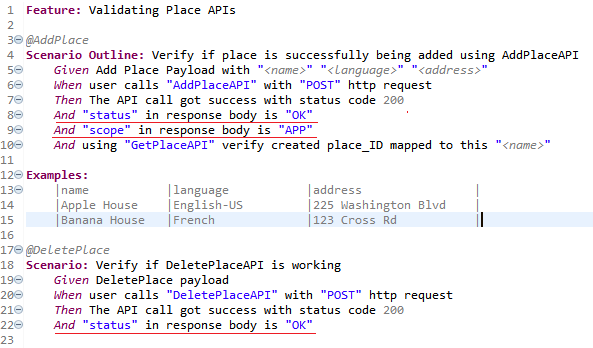 1 Feature: Validating Place APIs
2
3 @AddPlace
4 Scenario Outline: Verify if place is successfully being added using AddPlaceAPI
5 Given Add Place Payload with "<name>" "<language>" "<address>"
6 When user calls "AddPlaceAPI" with "POST" http request
7 Then The API call got success with status code 200
8 And "status" in response body is "OK"
9 And "scope" in response body is "APP"
10 And using "GetPlaceAPI" verify created place_ID mapped to this "<name>"
11
12 Examples:
13 |name |language |address |
14 |Apple House |English-US |225 Washington Blvd |
15 |Banana House |French |123 Cross Rd |
16
17 @DeletePlace
18 Scenario: Verify if DeletePlaceAPI is working
19 Given DeletePlace payload
20 When user calls "DeletePlaceAPI" with "POST" http request
21 Then The API call got success with status code 200
22 And "status" in response body is "OK"
23